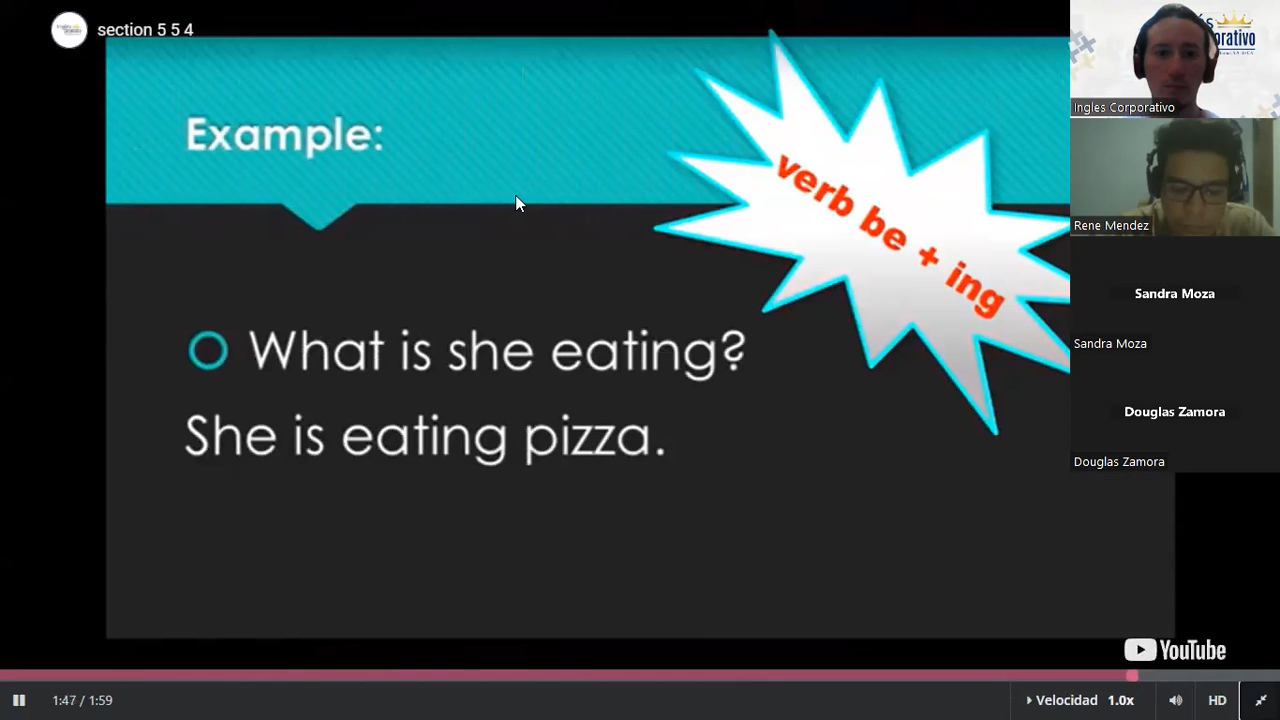 section 5 5 4
Example:
verb be + ing
What is she eating?
She is eating pizza.
orativo
Ingles Corporativo
Rene Mendez
Sandra Moza
Sandra Moza
Douglas Zamora
Douglas Zamora
YouTube
1:47 / 1:59
Velocidad 1.0x
HD